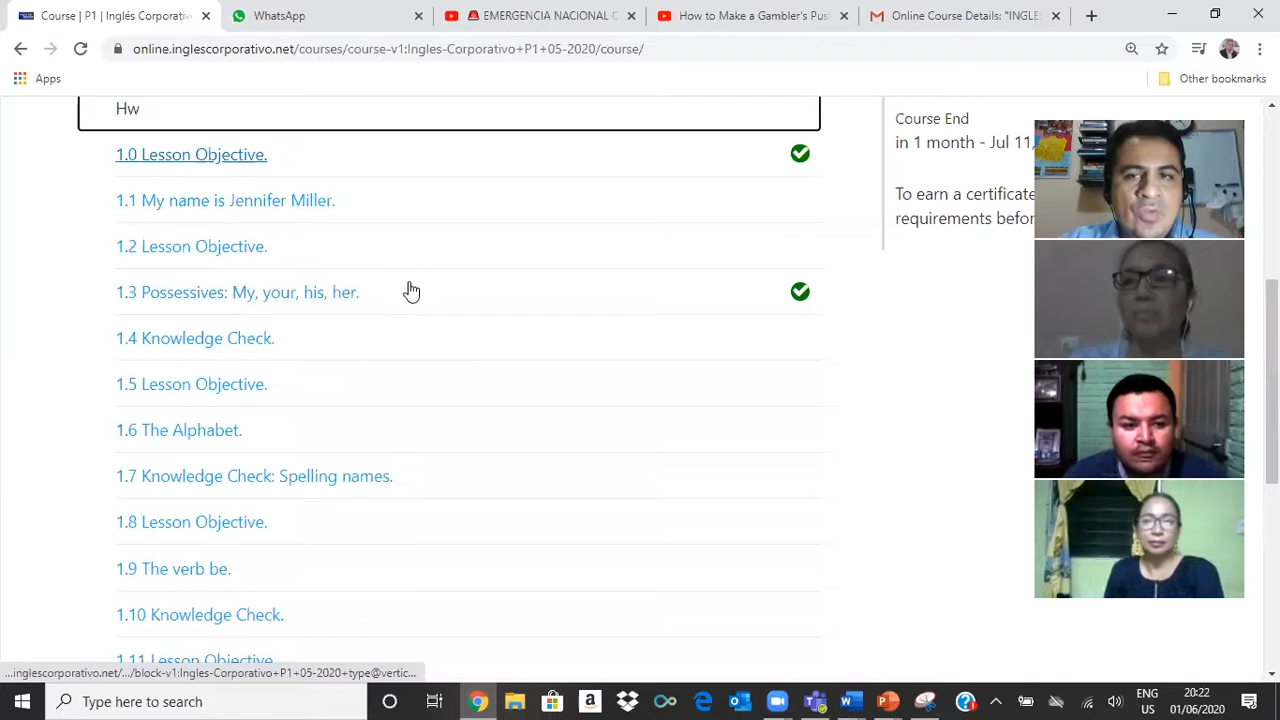 Course | P1 | Inglés Corporativ
WhatsApp
EMERGENCIA NACIONAL C
How to Make a Gambler's Pus
Online Course Details: "INGLES
online.inglescorporativo.net/courses/course-v1:Ingles-Corporativo+P1+05-2020/course/
Apps
Other bookmarks
Hw
1.0 Lesson Objective.
1.1 My name is Jennifer Miller.
1.2 Lesson Objective.
1.3 Possessives: My, your, his, her.
1.4 Knowledge Check.
1.5 Lesson Objective.
1.6 The Alphabet.
1.7 Knowledge Check: Spelling names.
1.8 Lesson Objective.
1.9 The verb be.
1.10 Knowledge Check.
1.11 Lesson Objective
Course End
in 1 month - Jul 11,
To earn a certificate
requirements befor
...inglescorporativo.net/.../block-v1:Ingles-Corporativo+P1+05-2020+type@vertic...
Type here to search
ENG
US
20:22
01/06/2020